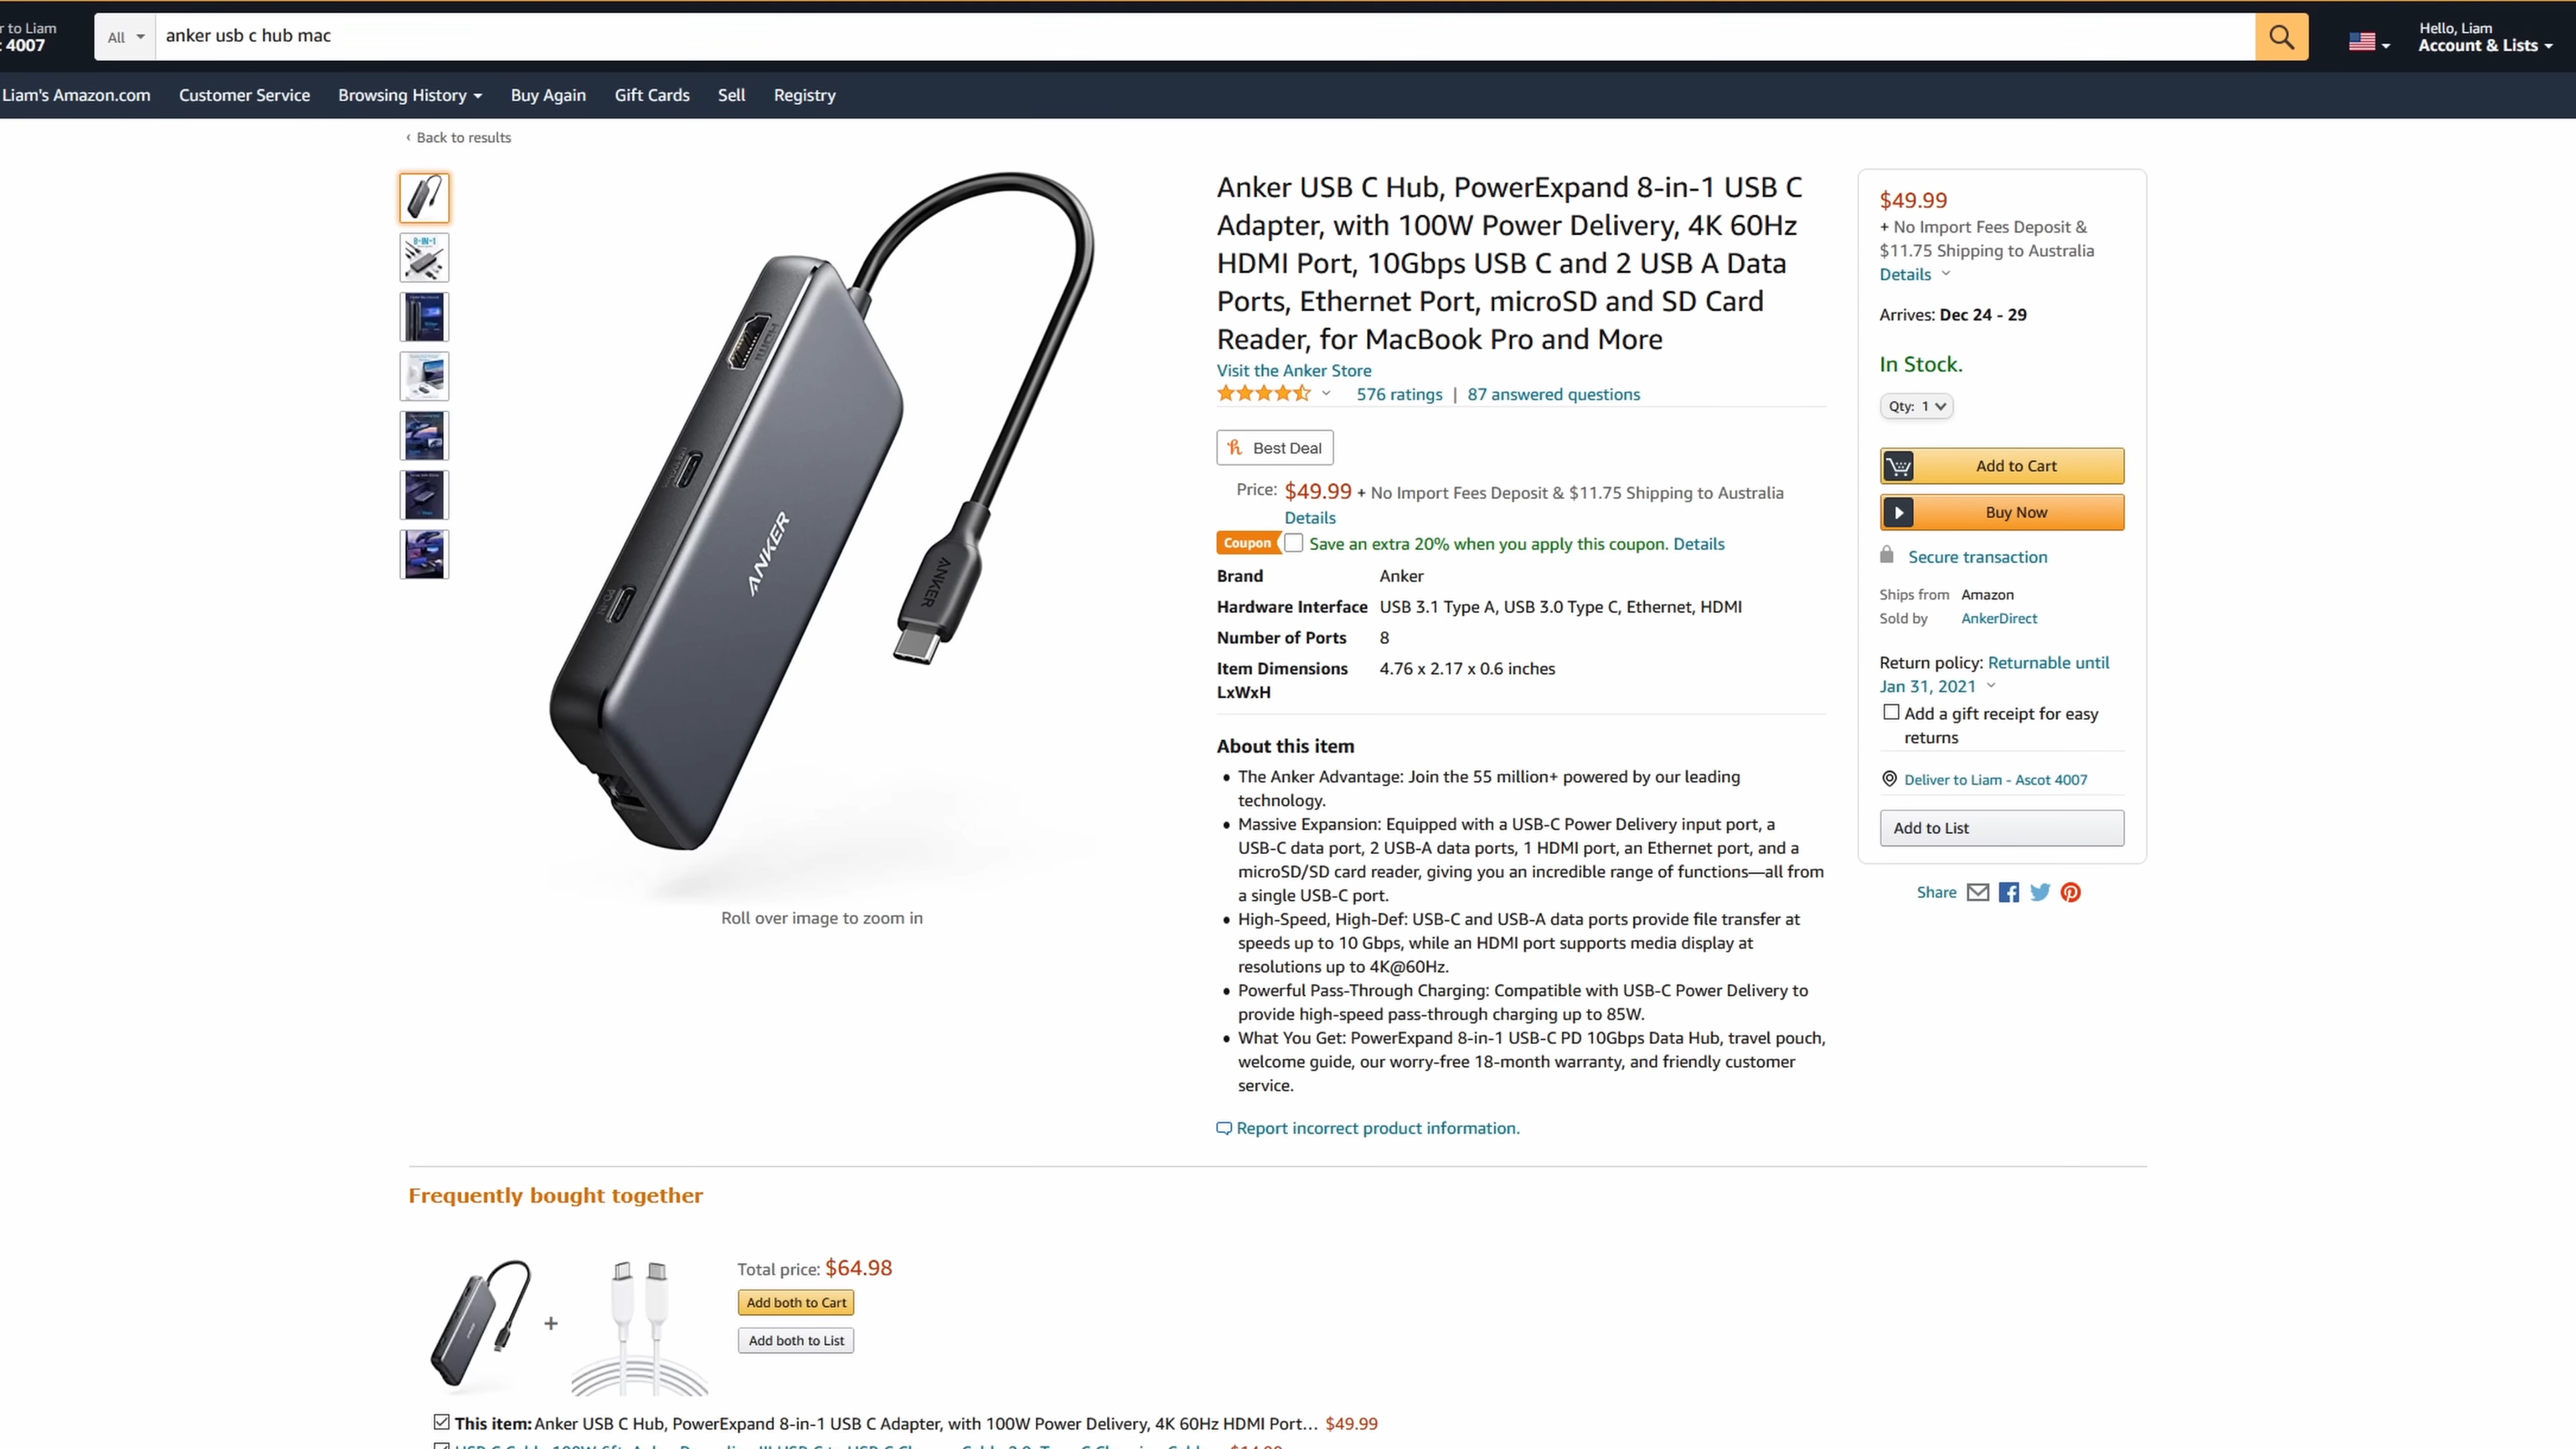 r to Liam
: 4007
All
anker usb c hub mac
Hello, Liam
Account & Lists
Liam's Amazon.com
Customer Service
Browsing History
Buy Again
Gift Cards
Sell
Registry
‹ Back to results
8-IN-1
HDMI
ANKER
ANKER
Roll over image to zoom in
Anker USB C Hub, PowerExpand 8-in-1 USB C
Adapter, with 100W Power Delivery, 4K 60Hz
HDMI Port, 10Gbps USB C and 2 USB A Data
Ports, Ethernet Port, microSD and SD Card
Reader, for MacBook Pro and More
Visit the Anker Store
576 ratings | 87 answered questions
Best Deal
Price: $49.99 + No Import Fees Deposit & $11.75 Shipping to Australia
Details
Coupon Save an extra 20% when you apply this coupon. Details
Brand Anker
Hardware Interface USB 3.1 Type A, USB 3.0 Type C, Ethernet, HDMI
Number of Ports 8
Item Dimensions 4.76 x 2.17 x 0.6 inches
LxWxH
About this item
• The Anker Advantage: Join the 55 million+ powered by our leading
technology.
• Massive Expansion: Equipped with a USB-C Power Delivery input port, a
USB-C data port, 2 USB-A data ports, 1 HDMI port, an Ethernet port, and a
microSD/SD card reader, giving you an incredible range of functions—all from
a single USB-C port.
• High-Speed, High-Def: USB-C and USB-A data ports provide file transfer at
speeds up to 10 Gbps, while an HDMI port supports media display at
resolutions up to 4K@60Hz.
• Powerful Pass-Through Charging: Compatible with USB-C Power Delivery to
provide high-speed pass-through charging up to 85W.
• What You Get: PowerExpand 8-in-1 USB-C PD 10Gbps Data Hub, travel pouch,
welcome guide, our worry-free 18-month warranty, and friendly customer
service.
Report incorrect product information.
$49.99
+ No Import Fees Deposit &
$11.75 Shipping to Australia
Details
Arrives: Dec 24 - 29
In Stock.
Qty: 1
Add to Cart
Buy Now
Secure transaction
Ships from Amazon
Sold by AnkerDirect
Return policy: Returnable until
Jan 31, 2021
Add a gift receipt for easy
returns
Deliver to Liam - Ascot 4007
Add to List
Share
Frequently bought together
+
Total price: $64.98
Add both to Cart
Add both to List
This item: Anker USB C Hub, PowerExpand 8-in-1 USB C Adapter, with 100W Power Delivery, 4K 60Hz HDMI Port… $49.99